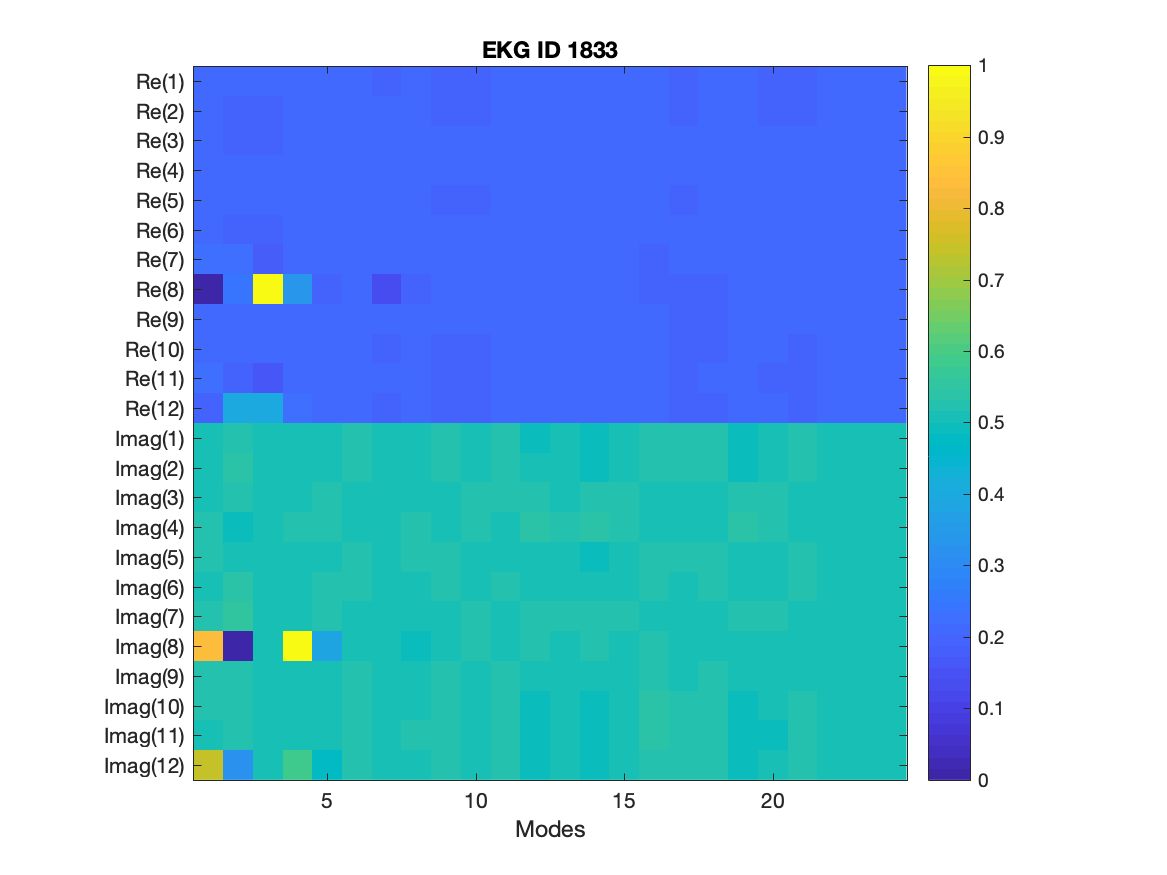 EKG ID 1833
Re(1)
Re(2)
Re(3)
Re(4)
Re(5)
Re(6)
Re(7)
Re(8)
Re(9)
Re(10)
Re(11)
Re(12)
Imag(1)
Imag(2)
Imag(3)
Imag(4)
Imag(5)
Imag(6)
Imag(7)
Imag(8)
Imag(9)
Imag(10)
Imag(11)
Imag(12)
5 10 15 20
Modes
1
0.9
0.8
0.7
0.6
0.5
0.4
0.3
0.2
0.1
0